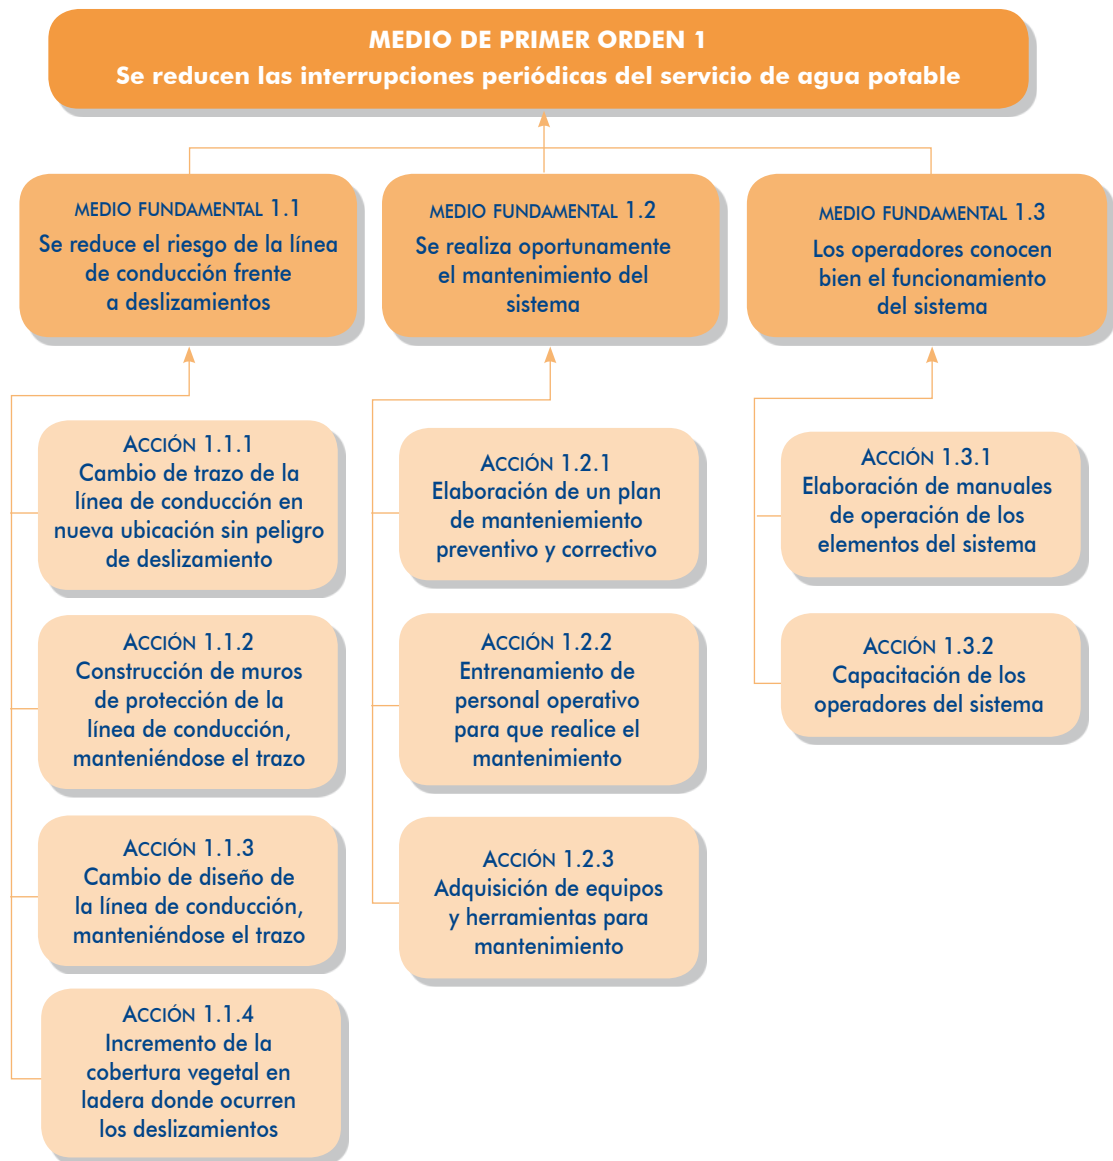 MEDIO DE PRIMER ORDEN 1
Se reducen las interrupciones periódicas del servicio de agua potable
MEDIO FUNDAMENTAL 1.1
Se reduce el riesgo de la línea
de conducción frente
a deslizamientos
MEDIO FUNDAMENTAL 1.2
Se realiza oportunamente
el mantenimiento del
sistema
MEDIO FUNDAMENTAL 1.3
Los operadores conocen
bien el funcionamiento
del sistema
ACCIÓN 1.1.1
Cambio de trazo de la
línea de conducción en
nueva ubicación sin peligro
de deslizamiento
ACCIÓN 1.1.2
Construcción de muros
de protección de la
línea de conducción,
manteniéndose el trazo
ACCIÓN 1.1.3
Cambio de diseño de
la línea de conducción,
manteniéndose el trazo
ACCIÓN 1.1.4
Incremento de la
cobertura vegetal en
ladera donde ocurren
los deslizamientos
ACCIÓN 1.2.1
Elaboración de un plan
de manteniemiento
preventivo y correctivo
ACCIÓN 1.2.2
Entrenamiento de
personal operativo
para que realice el
mantenimiento
ACCIÓN 1.2.3
Adquisición de equipos
y herramientas para
mantenimiento
ACCIÓN 1.3.1
Elaboración de manuales
de operación de los
elementos del sistema
ACCIÓN 1.3.2
Capacitación de los
operadores del sistema